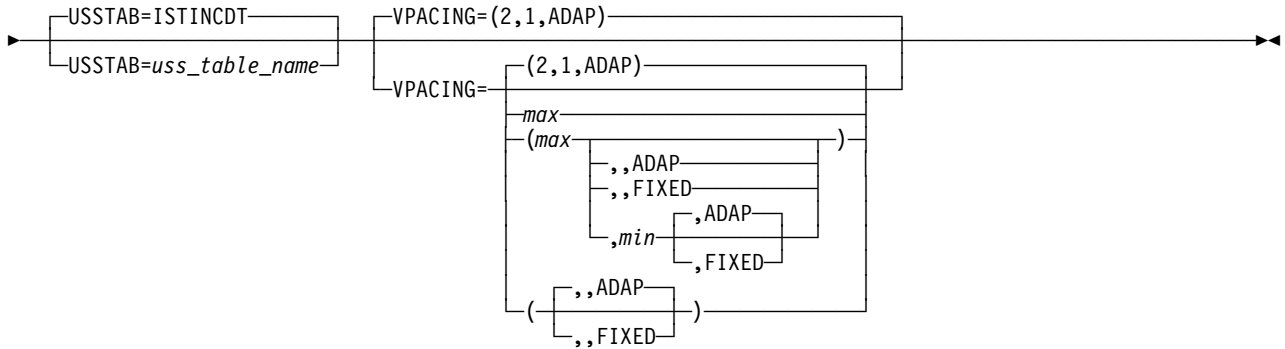 USSTAB=ISTINCDT VPACING=(2,1,ADAP)
USSTAB=uss_table_name (2,1,ADAP)
VPACING=
max
(max )
,,ADAP
,,FIXED
,ADAP
,min
,FIXED
,,ADAP
( )
,,FIXED